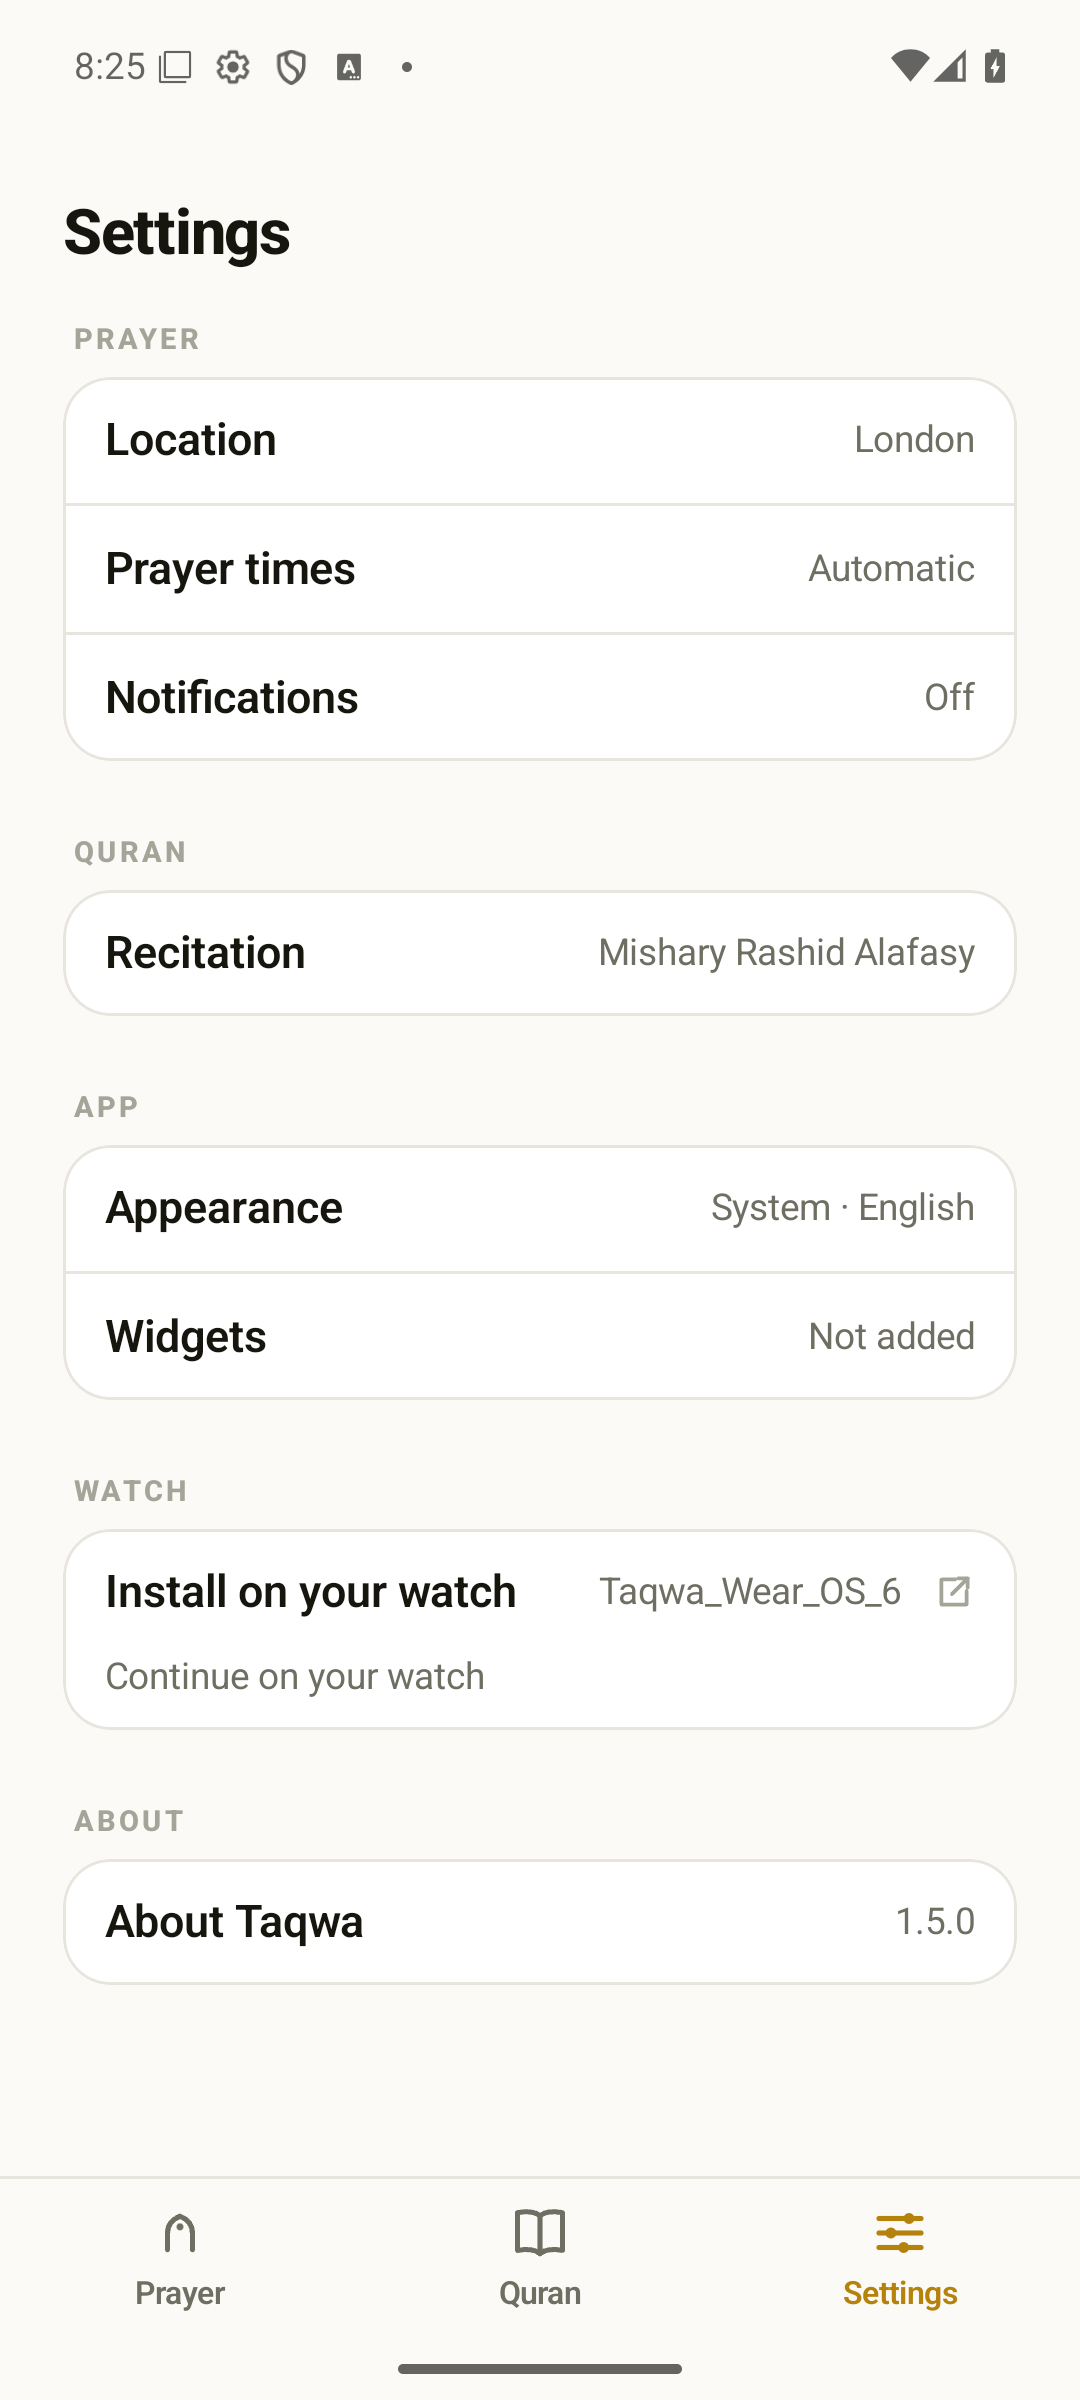 8:25
Settings
PRAYER
Location London
Prayer times Automatic
Notifications Off
QURAN
Recitation Mishary Rashid Alafasy
APP
Appearance System · English
Widgets Not added
WATCH
Install on your watch Taqwa_Wear_OS_6
Continue on your watch
ABOUT
About Taqwa 1.5.0
Prayer Quran Settings